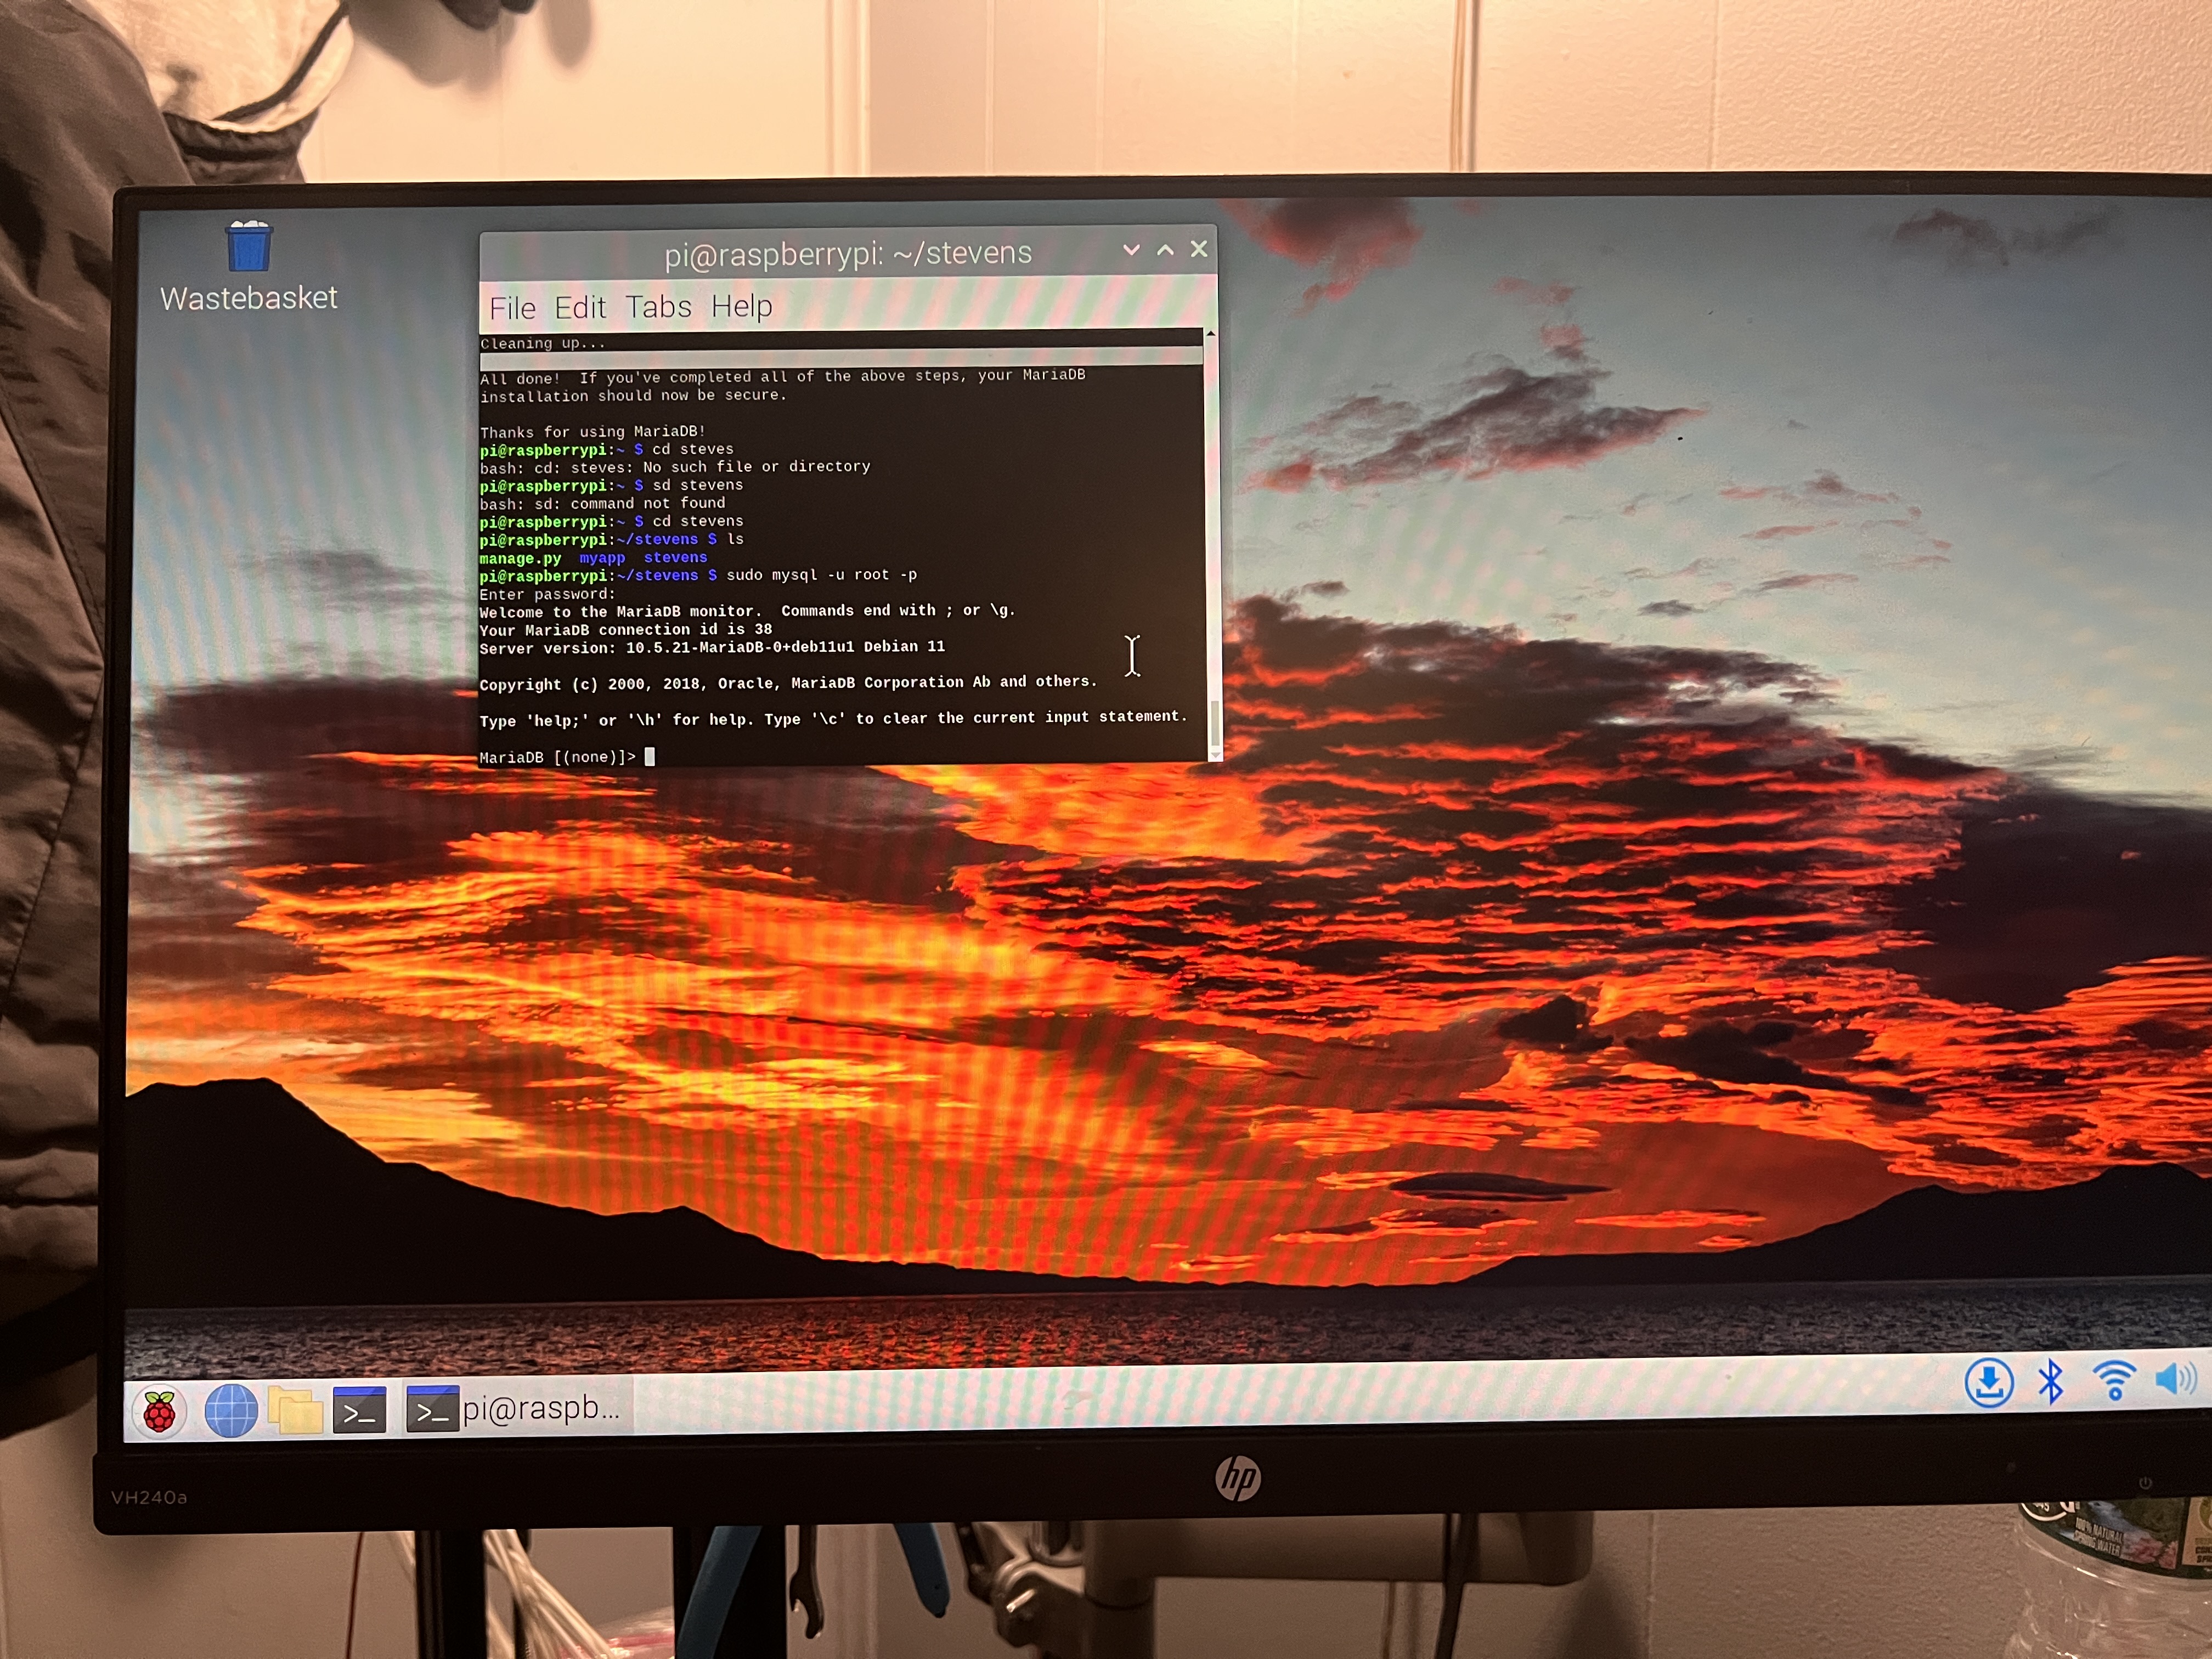 Wastebasket
pi@raspberrypi: ~/stevens
File Edit Tabs Help
Cleaning up...
All done!  If you've completed all of the above steps, your MariaDB
installation should now be secure.
Thanks for using MariaDB!
pi@raspberrypi:~ $ cd steves
bash: cd: steves: No such file or directory
pi@raspberrypi:~ $ sd stevens
bash: sd: command not found
pi@raspberrypi:~ $ cd stevens
pi@raspberrypi:~/stevens $ ls
manage.py  myapp  stevens
pi@raspberrypi:~/stevens $ sudo mysql -u root -p
Enter password:
Welcome to the MariaDB monitor.  Commands end with ; or \g.
Your MariaDB connection id is 38
Server version: 10.5.21-MariaDB-0+deb11u1 Debian 11
Copyright (c) 2000, 2018, Oracle, MariaDB Corporation Ab and others.
Type 'help;' or '\h' for help. Type '\c' to clear the current input statement.
MariaDB [(none)]>
pi@raspb...
hp
VH240a
100% NATURAL
SPRING WATER